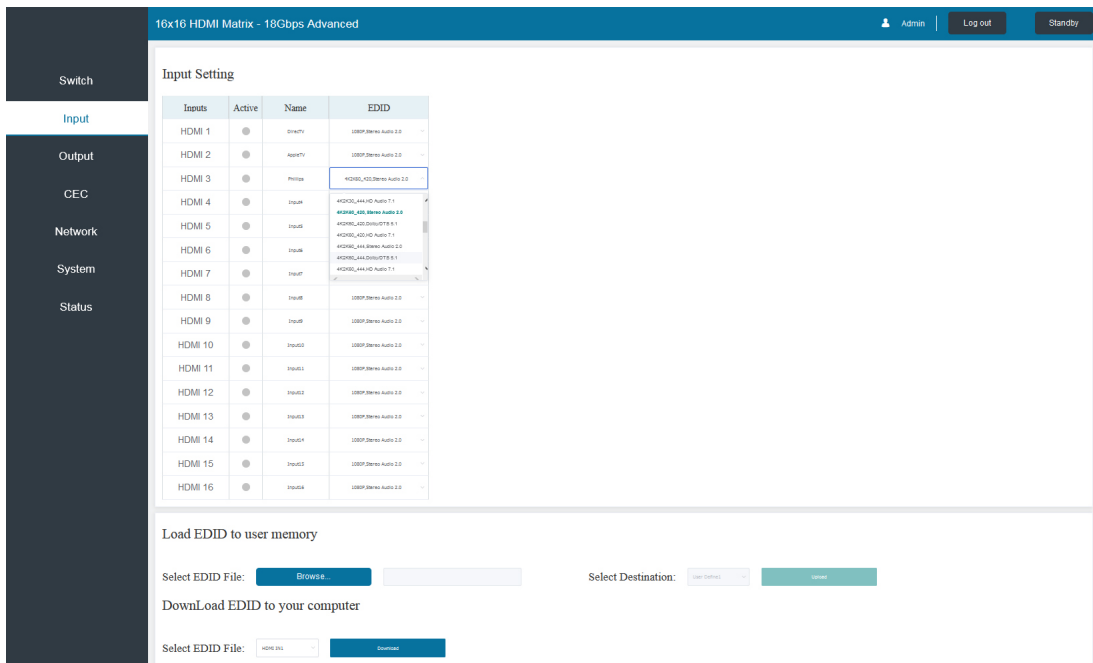 16x16 HDMI Matrix - 18Gbps Advanced Admin Log out Standby
Switch
Input
Output
CEC
Network
System
Status
Input Setting
Inputs Active Name EDID
HDMI 1 DirecTV 1080P,Stereo Audio 2.0
HDMI 2 AppleTV 1080P,Stereo Audio 2.0
HDMI 3 Phillips 4K2K60_420,Stereo Audio 2.0
HDMI 4 Input4
HDMI 5 Input5
HDMI 6 Input6
HDMI 7 Input7
4K2K30_444,HD Audio 7.1
4K2K60_420,Stereo Audio 2.0
4K2K60_420,Dolby/DTS 5.1
4K2K60_420,HD Audio 7.1
4K2K60_444,Stereo Audio 2.0
4K2K60_444,Dolby/DTS 5.1
4K2K60_444,HD Audio 7.1
HDMI 8 Input8 1080P,Stereo Audio 2.0
HDMI 9 Input9 1080P,Stereo Audio 2.0
HDMI 10 Input10 1080P,Stereo Audio 2.0
HDMI 11 Input11 1080P,Stereo Audio 2.0
HDMI 12 Input12 1080P,Stereo Audio 2.0
HDMI 13 Input13 1080P,Stereo Audio 2.0
HDMI 14 Input14 1080P,Stereo Audio 2.0
HDMI 15 Input15 1080P,Stereo Audio 2.0
HDMI 16 Input16 1080P,Stereo Audio 2.0
Load EDID to user memory
Select EDID File: Browse... Select Destination: User Define1 Upload
DownLoad EDID to your computer
Select EDID File: HDMI IN1 Download